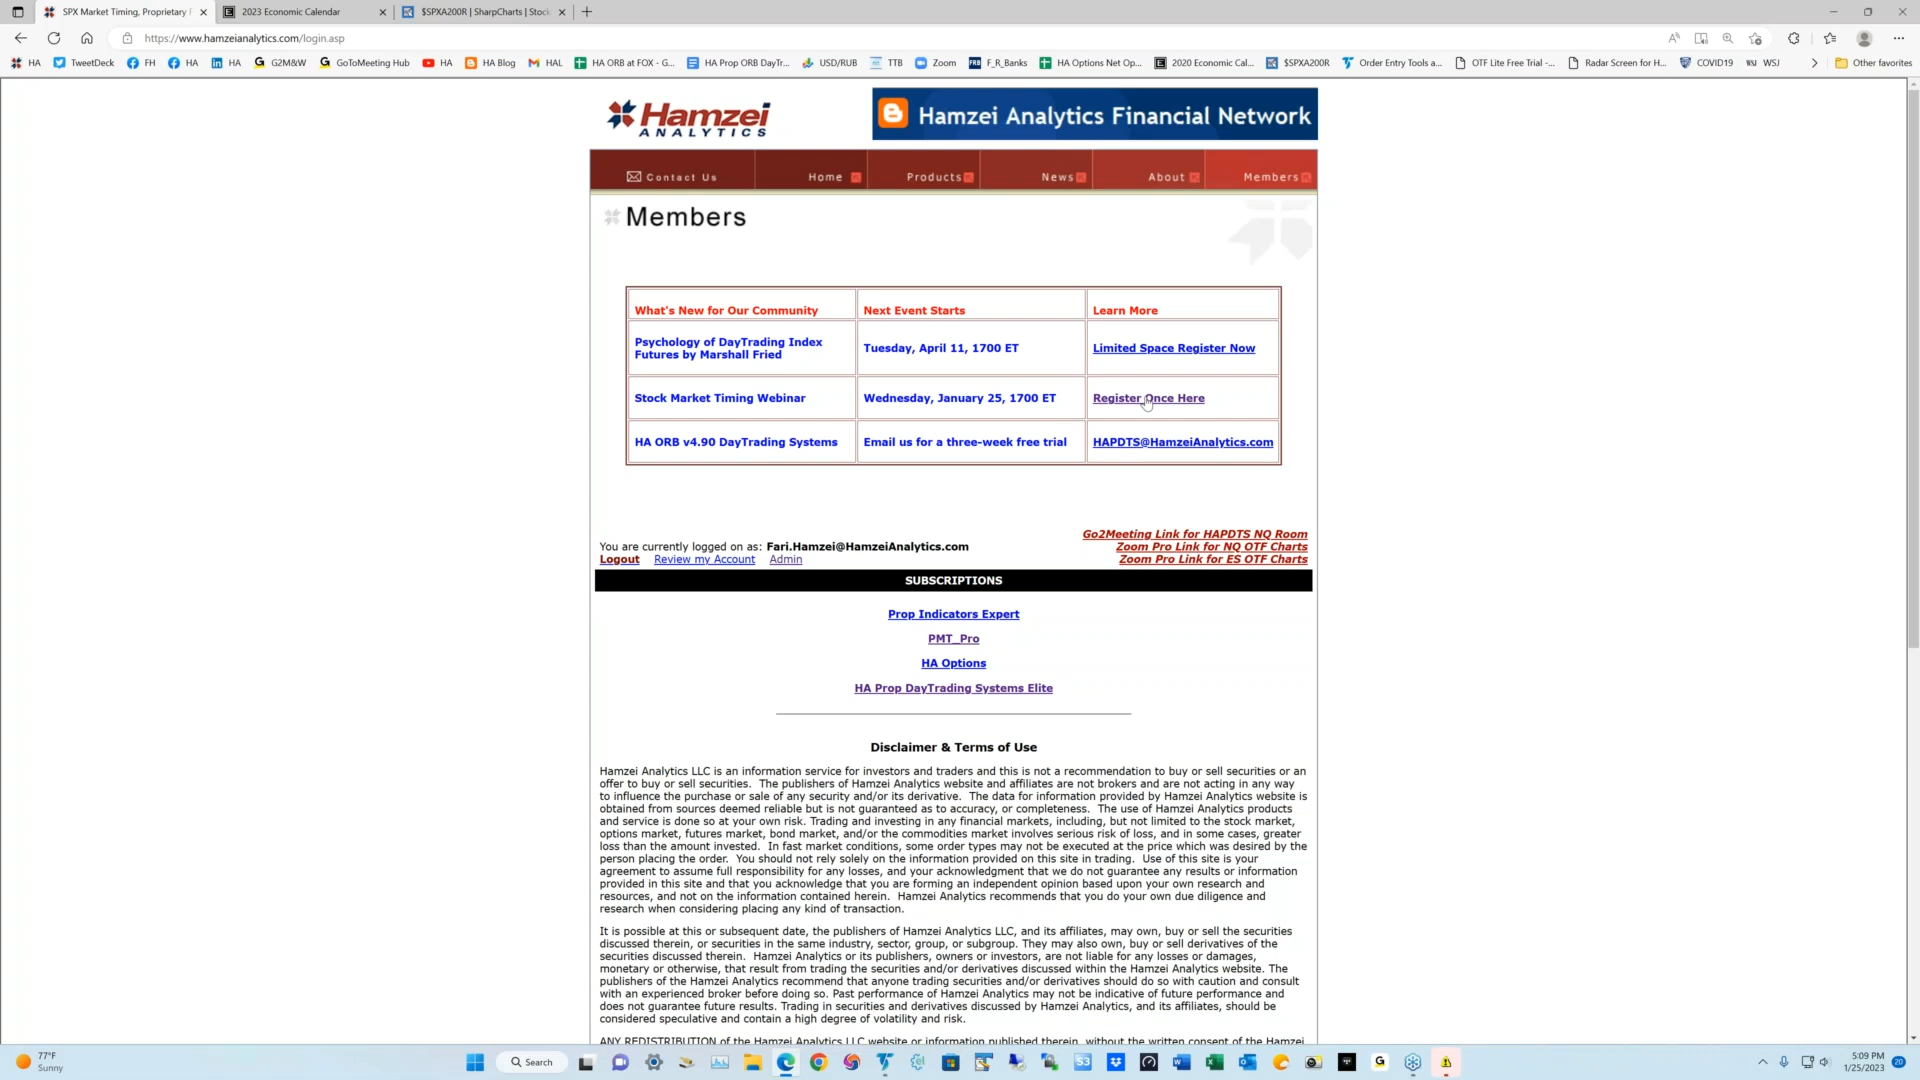 SPX Market Timing, Proprietary F
2023 Economic Calendar
$SPXA200R | SharpCharts | Stock
https://www.hamzeianalytics.com/login.asp
HA TweetDeck FH HA HA G2M&W GoToMeeting Hub HA HA Blog HAL HA ORB at FOX - G... HA Prop ORB DayTr... USD/RUB TTB Zoom F_R_Banks HA Options Net Op... 2020 Economic Cal... $SPXA200R Order Entry Tools a... OTF Lite Free Trial -... Radar Screen for H... COVID19 WSJ WSJ Other favorites
Hamzei
ANALYTICS
Hamzei Analytics Financial Network
Contact Us Home Products News About Members
Members
What's New for Our Community Next Event Starts Learn More
Psychology of DayTrading Index
Futures by Marshall Fried
Tuesday, April 11, 1700 ET
Limited Space Register Now
Stock Market Timing Webinar Wednesday, January 25, 1700 ET Register Once Here
HA ORB v4.90 DayTrading Systems Email us for a three-week free trial HAPDTS@HamzeiAnalytics.com
Go2Meeting Link for HAPDTS NQ Room
You are currently logged on as: Fari.Hamzei@HamzeiAnalytics.com Zoom Pro Link for NQ OTF Charts
Logout Review my Account Admin Zoom Pro Link for ES OTF Charts
SUBSCRIPTIONS
Prop Indicators Expert
PMT_Pro
HA Options
HA Prop DayTrading Systems Elite
Disclaimer & Terms of Use
Hamzei Analytics LLC is an information service for investors and traders and this is not a recommendation to buy or sell securities or an
offer to buy or sell securities. The publishers of Hamzei Analytics website and affiliates are not brokers and are not acting in any way
to influence the purchase or sale of any security and/or its derivative. The data for information provided by Hamzei Analytics website is
obtained from sources deemed reliable but is not guaranteed as to accuracy, or completeness. The use of Hamzei Analytics products
and service is done so at your own risk. Trading and investing in any financial markets, including, but not limited to the stock market,
options market, futures market, bond market, and/or the commodities market involves serious risk of loss, and in some cases, greater
loss than the amount invested. In fast market conditions, some order types may not be executed at the price which was desired by the
person placing the order. You should not rely solely on the information provided on this site in trading. Use of this site is your
agreement to assume full responsibility for any losses, and your acknowledgment that we do not guarantee any results or information
provided in this site and that you acknowledge that you are forming an independent opinion based upon your own research and
resources, and not on the information contained herein. Hamzei Analytics recommends that you do your own due diligence and
research when considering placing any kind of transaction.
It is possible at this or subsequent date, the publishers of Hamzei Analytics LLC, and its affiliates, may own, buy or sell the securities
discussed therein, or securities in the same industry, sector, group, or subgroup. They may also own, buy or sell derivatives of the
securities discussed therein. Hamzei Analytics or its publishers, owners or investors, are not liable for any losses or damages,
monetary or otherwise, that result from trading the securities and/or derivatives discussed within the Hamzei Analytics website. The
publishers of the Hamzei Analytics recommend that anyone trading securities and/or derivatives should do so with caution and consult
with an experienced broker before doing so. Past performance of Hamzei Analytics may not be indicative of future performance and
does not guarantee future results. Trading in securities and derivatives discussed by Hamzei Analytics, and its affiliates, should be
considered speculative and contain a high degree of volatility and risk.
ANY REDISTRIBUTION of the Hamzei Analytics LLC website or information published therein, without the written consent of the Hamzei
77°F
Sunny
Search
5:09 PM
1/25/2023
20